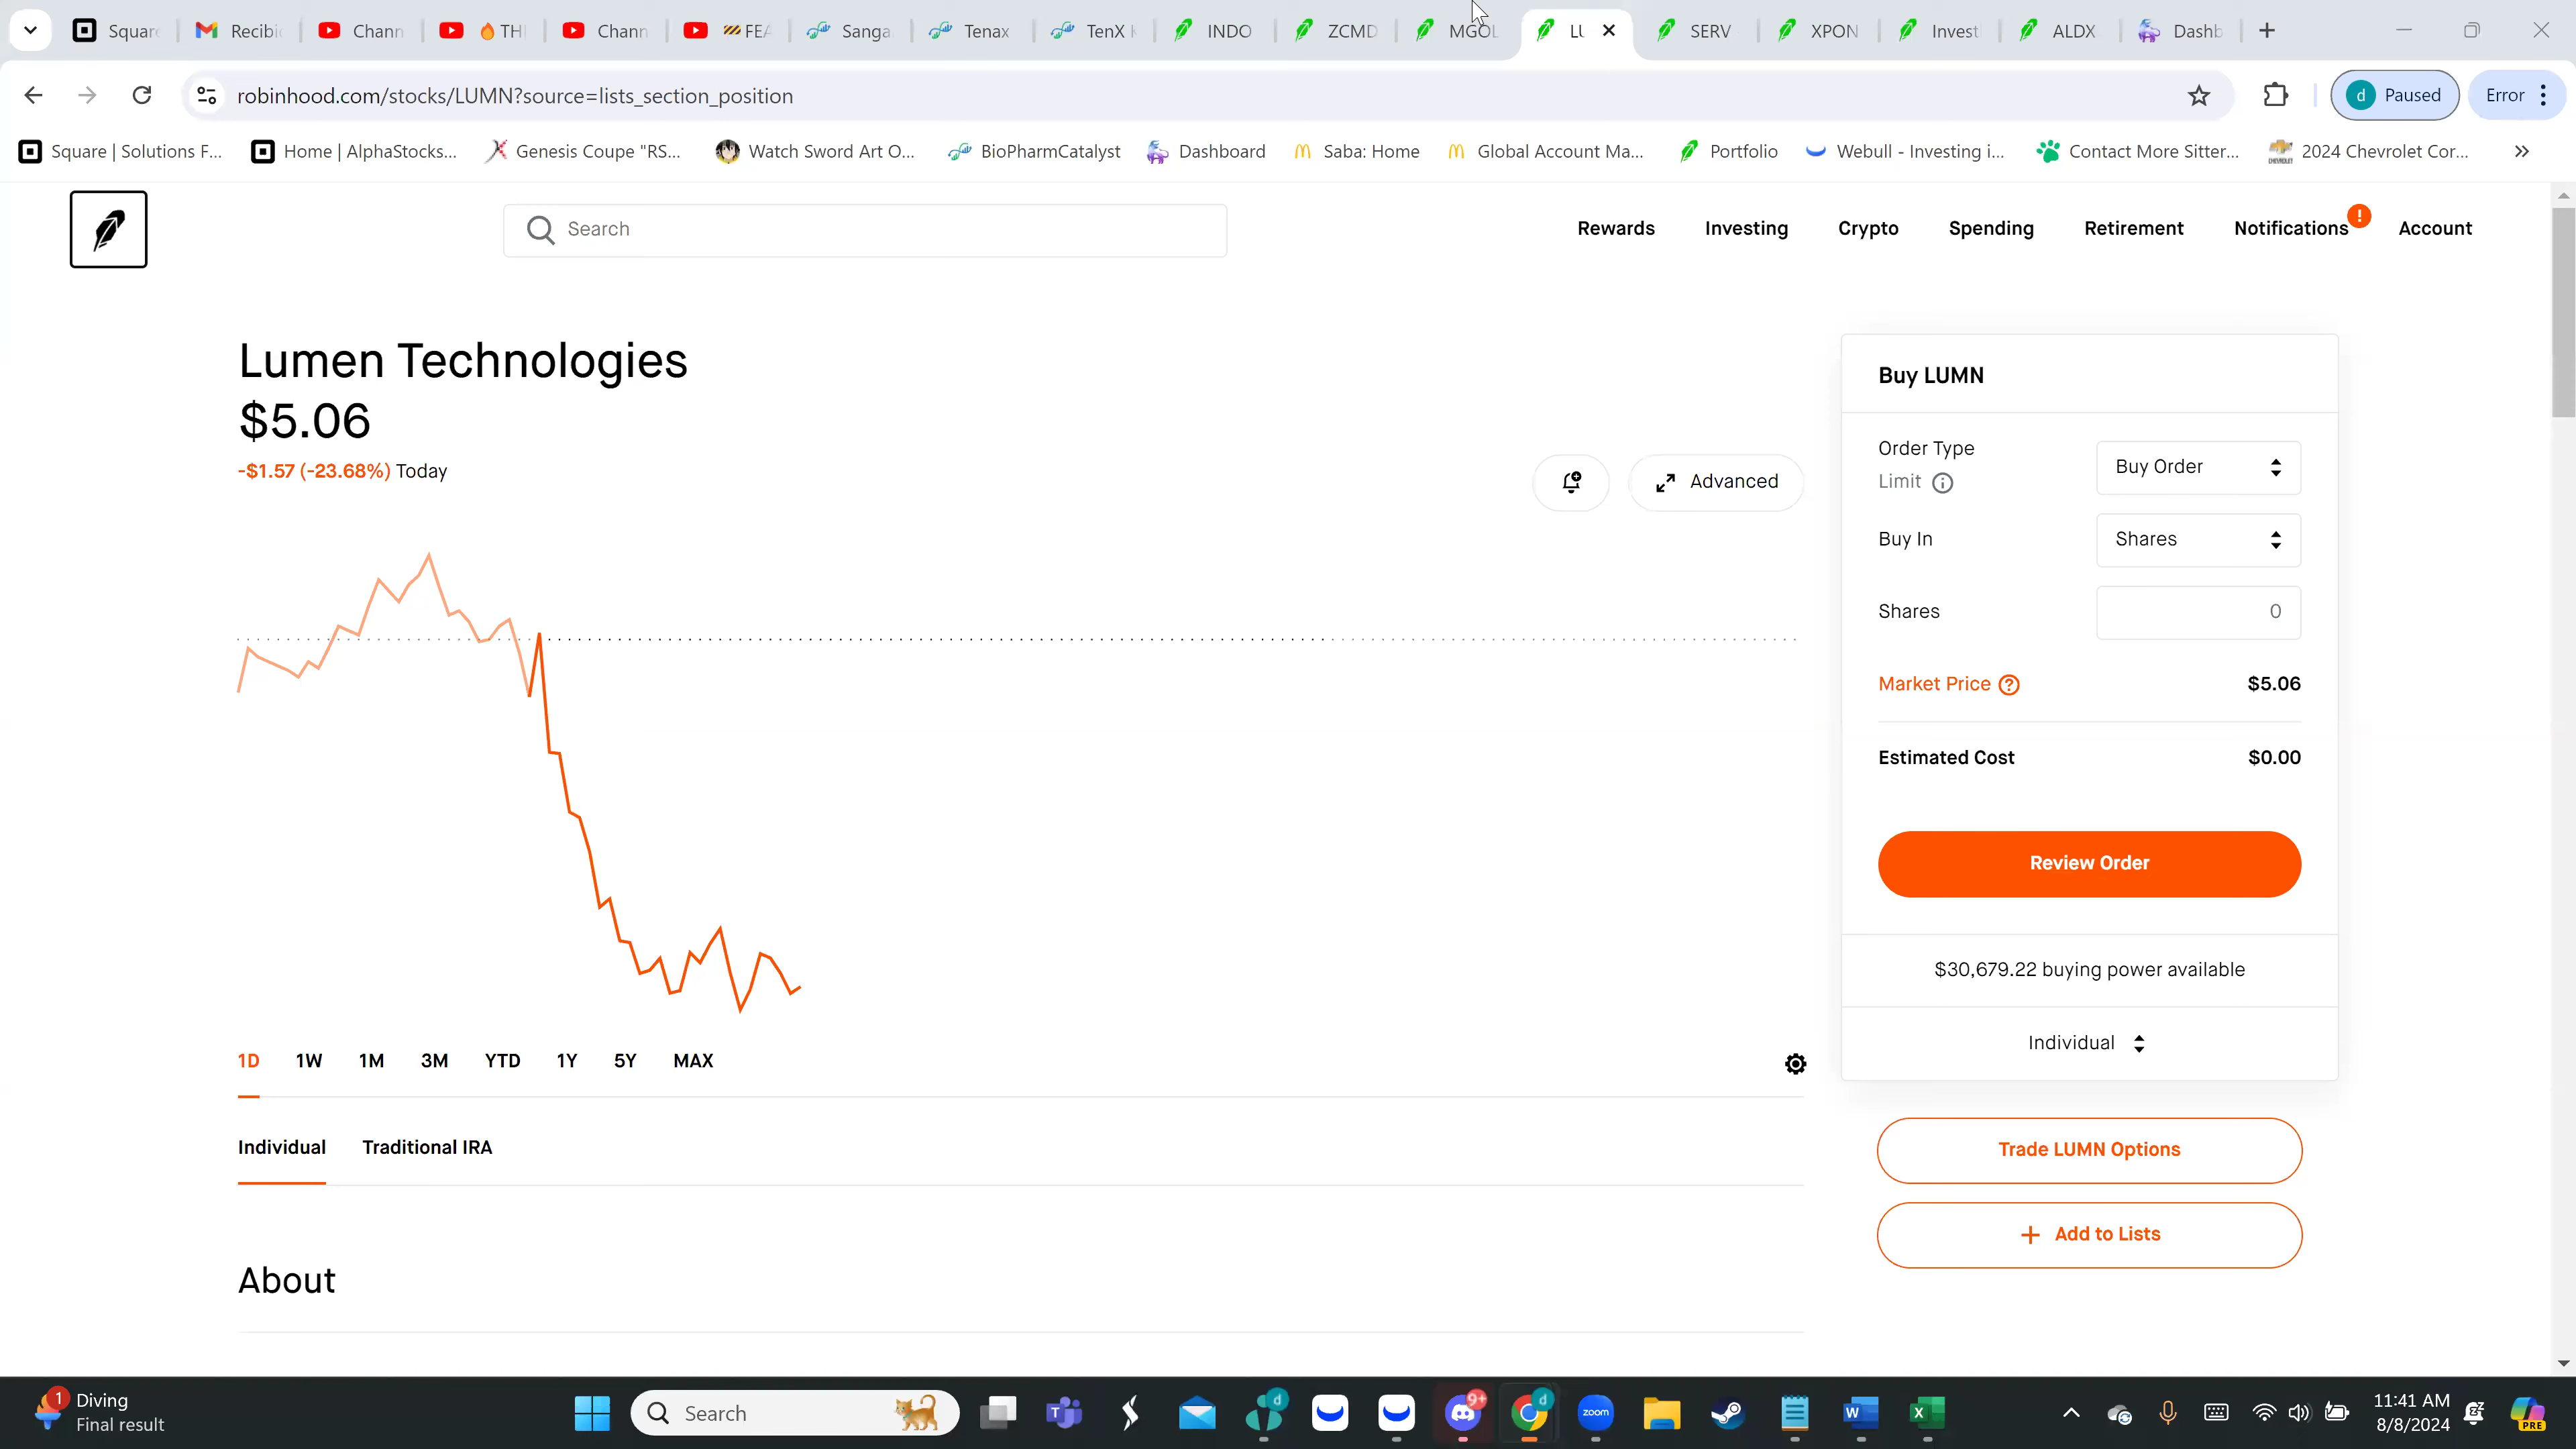 Squar
Recibi
Chann
🔥 TH
Chann
FEA
Sanga
Tenax
TenX
INDO
ZCMD
MGOL
LU
SERV
XPON
Invest
ALDX
Dashb
robinhood.com/stocks/LUMN?source=lists_section_position
d Paused
Error
Square | Solutions F...
Home | AlphaStocks...
Genesis Coupe "RS...
Watch Sword Art O...
BioPharmCatalyst
Dashboard
Saba: Home
Global Account Ma...
Portfolio
Webull - Investing i...
Contact More Sitter...
2024 Chevrolet Cor...
»
Search
Rewards
Investing
Crypto
Spending
Retirement
Notifications
!
Account
Lumen Technologies
$5.06
-$1.57 (-23.68%) Today
Advanced
1D 1W 1M 3M YTD 1Y 5Y MAX
Individual Traditional IRA
About
Buy LUMN
Order Type
Limit
Buy Order
Buy In
Shares
Shares
0
Market Price
$5.06
Estimated Cost
$0.00
Review Order
$30,679.22 buying power available
Individual
Trade LUMN Options
+ Add to Lists
1
Diving
Final result
Search
T
d
9+
d
zoom
W
X
11:41 AM
8/8/2024
PRE